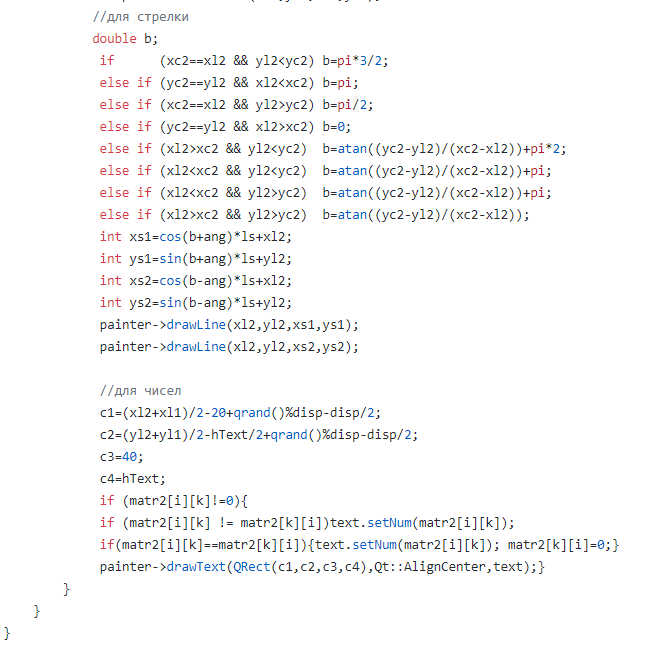 //для стрелки
double b;
if      (xc2==xl2 && yl2<yc2) b=pi*3/2;
else if (yc2==yl2 && xl2<xc2) b=pi;
else if (xc2==xl2 && yl2>yc2) b=pi/2;
else if (yc2==yl2 && xl2>xc2) b=0;
else if (xl2>xc2 && yl2<yc2)  b=atan((yc2-yl2)/(xc2-xl2))+pi*2;
else if (xl2<xc2 && yl2<yc2)  b=atan((yc2-yl2)/(xc2-xl2))+pi;
else if (xl2<xc2 && yl2>yc2)  b=atan((yc2-yl2)/(xc2-xl2))+pi;
else if (xl2>xc2 && yl2>yc2)  b=atan((yc2-yl2)/(xc2-xl2));
int xs1=cos(b+ang)*ls+xl2;
int ys1=sin(b+ang)*ls+yl2;
int xs2=cos(b-ang)*ls+xl2;
int ys2=sin(b-ang)*ls+yl2;
painter->drawLine(xl2,yl2,xs1,ys1);
painter->drawLine(xl2,yl2,xs2,ys2);
//для чисел
c1=(xl2+xl1)/2-20+qrand()%disp-disp/2;
c2=(yl2+yl1)/2-hText/2+qrand()%disp-disp/2;
c3=40;
c4=hText;
if (matr2[i][k]!=0){
if (matr2[i][k] != matr2[k][i])text.setNum(matr2[i][k]);
if(matr2[i][k]==matr2[k][i]){text.setNum(matr2[i][k]); matr2[k][i]=0;}
painter->drawText(QRect(c1,c2,c3,c4),Qt::AlignCenter,text);}
}
}
}